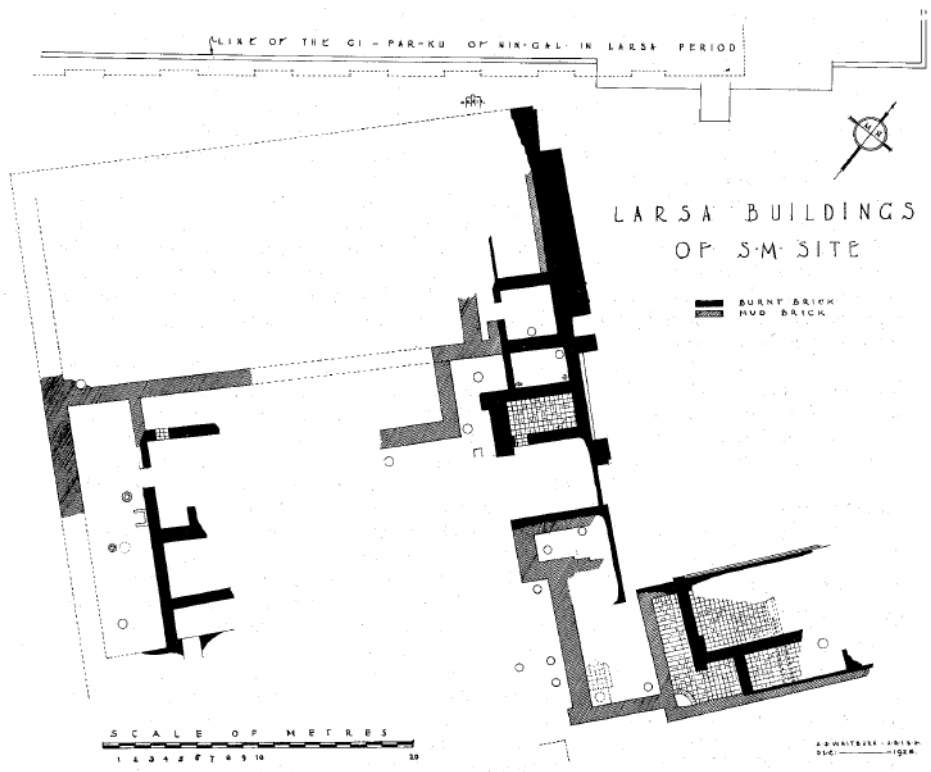 LINE OF THE GI-PAR-KU OF NIN-GAL IN LARSA PERIOD
LARSA BUILDINGS
OF S.M. SITE
BURNT BRICK
MUD BRICK
SCALE OF METRES
1 2 3 4 5 6 7 8 9 10 20